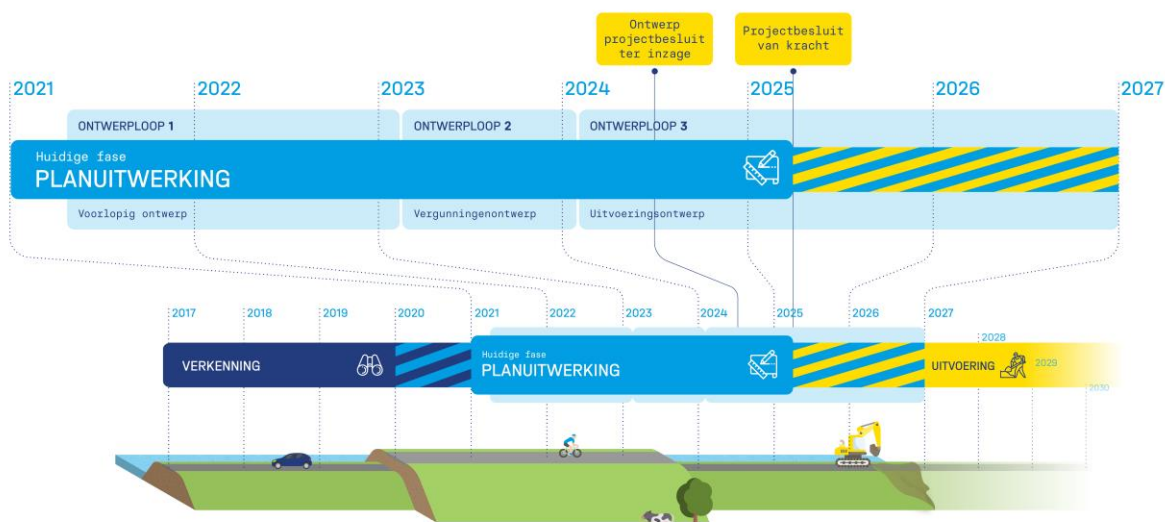 Ontwerp
projectbesluit
ter inzage
Projectbesluit
van kracht
2021
2022
2023
2024
2025
2026
2027
ONTWERPLOOP 1
ONTWERPLOOP 2
ONTWERPLOOP 3
Huidige fase
PLANUITWERKING
Voorlopig ontwerp
Vergunningenontwerp
Uitvoeringsontwerp
2017
2018
2019
2020
2021
2022
2023
2024
2025
2026
2027
2028
VERKENNING
Huidige fase
PLANUITWERKING
UITVOERING
2029
2030